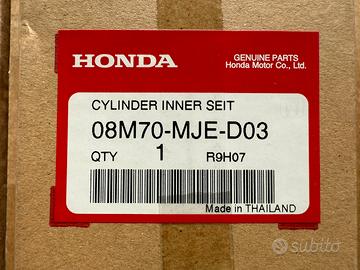 HONDA
GENUINE PARTS
Honda Motor Co., Ltd.
CYLINDER INNER SEIT
08M70-MJE-D03
QTY 1 R9H07
Made in THAILAND
subito